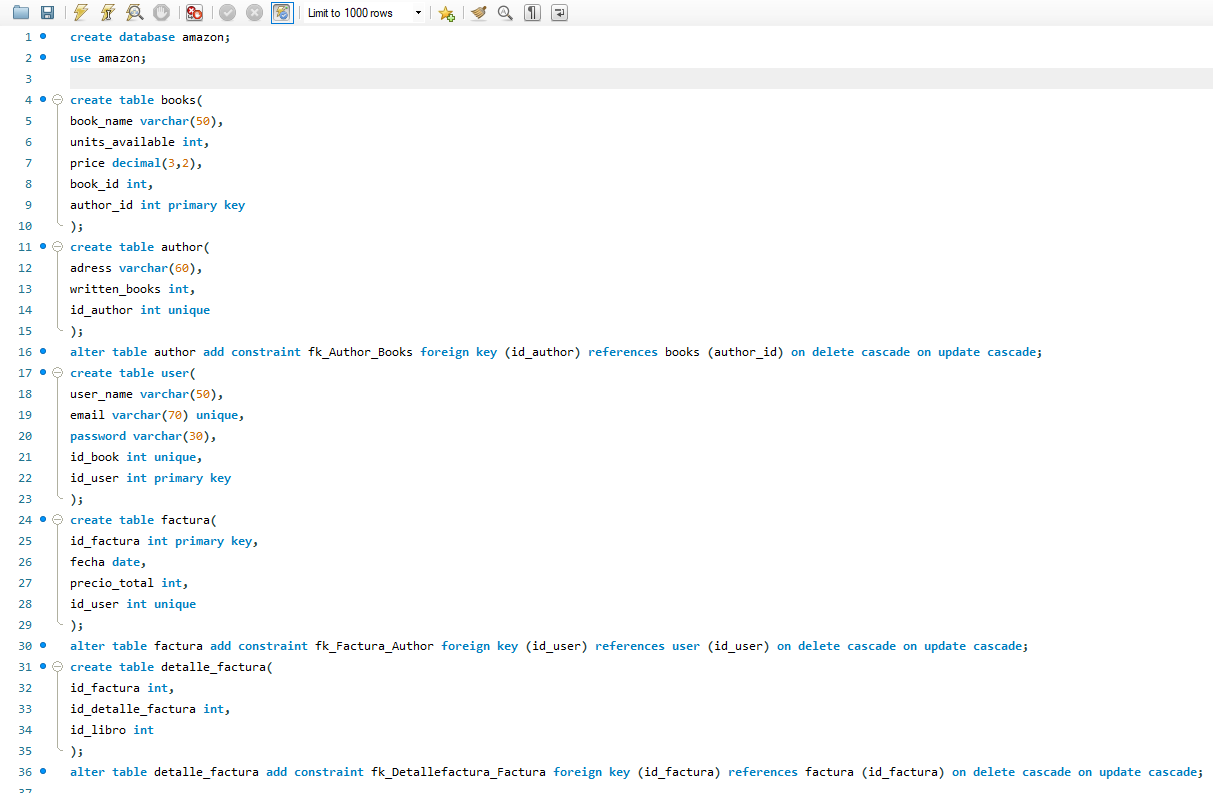 Limit to 1000 rows
1 create database amazon;
2 use amazon;
3
4 create table books(
5 book_name varchar(50),
6 units_available int,
7 price decimal(3,2),
8 book_id int,
9 author_id int primary key
10 );
11 create table author(
12 adress varchar(60),
13 written_books int,
14 id_author int unique
15 );
16 alter table author add constraint fk_Author_Books foreign key (id_author) references books (author_id) on delete cascade on update cascade;
17 create table user(
18 user_name varchar(50),
19 email varchar(70) unique,
20 password varchar(30),
21 id_book int unique,
22 id_user int primary key
23 );
24 create table factura(
25 id_factura int primary key,
26 fecha date,
27 precio_total int,
28 id_user int unique
29 );
30 alter table factura add constraint fk_Factura_Author foreign key (id_user) references user (id_user) on delete cascade on update cascade;
31 create table detalle_factura(
32 id_factura int,
33 id_detalle_factura int,
34 id_libro int
35 );
36 alter table detalle_factura add constraint fk_Detallefactura_Factura foreign key (id_factura) references factura (id_factura) on delete cascade on update cascade;
37